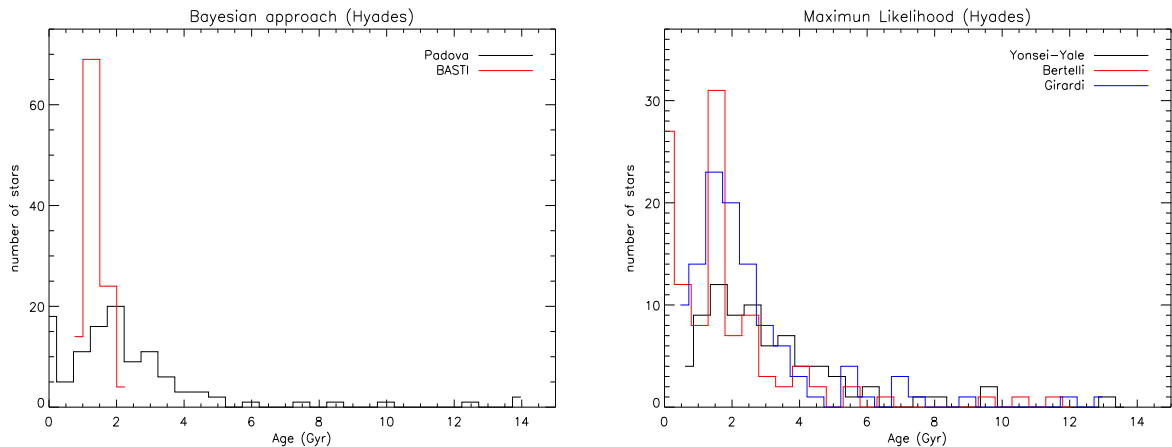 Bayesian approach (Hyades)
Padova
BASTI
number of stars
0
20
40
60
0 2 4 6 8 10 12 14
Age (Gyr)
Maximun Likelihood (Hyades)
Yonsei-Yale
Bertelli
Girardi
number of stars
0
10
20
30
0 2 4 6 8 10 12 14
Age (Gyr)